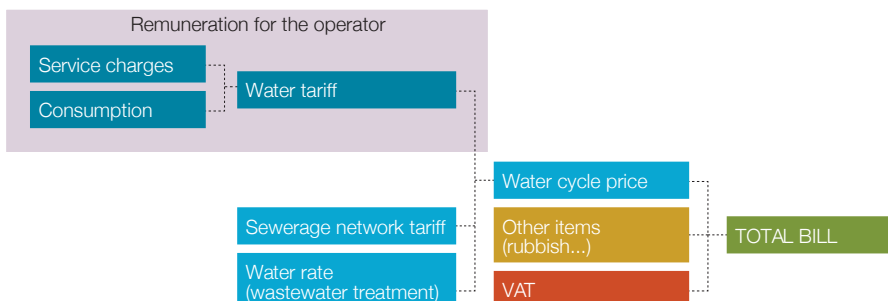 Remuneration for the operator
Service charges
Consumption
Water tariff
Water cycle price
Sewerage network tariff
Other items
(rubbish...)
TOTAL BILL
Water rate
(wastewater treatment)
VAT